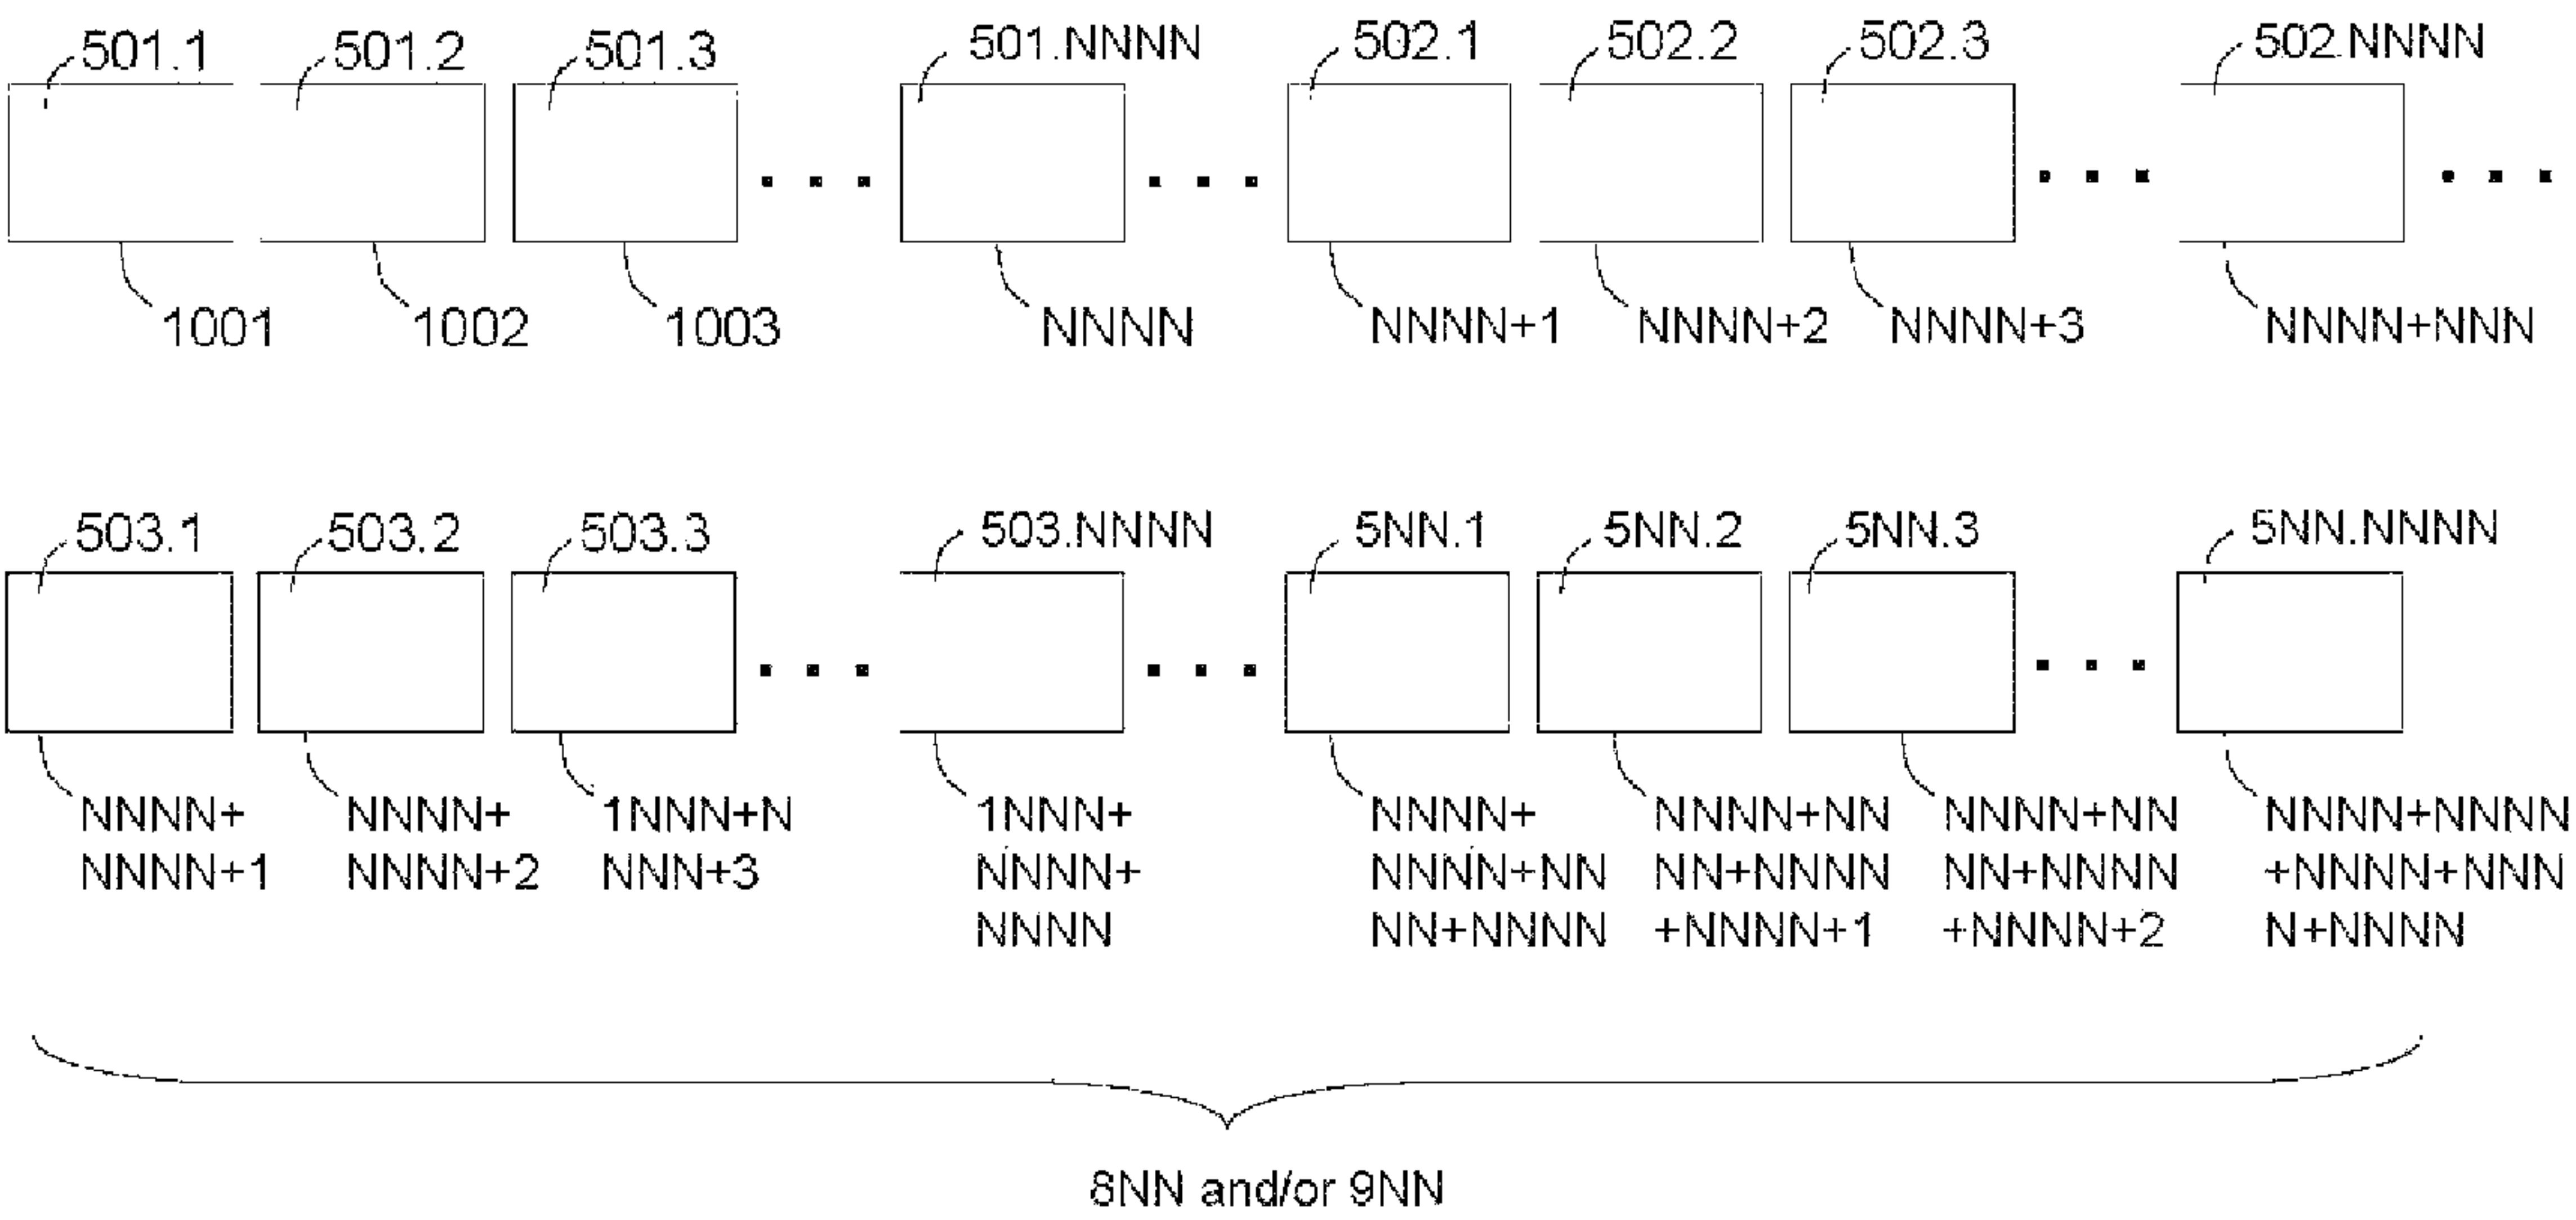 501.1 501.2 501.3 501.NNNN 502.1 502.2 502.3 502.NNNN
1001 1002 1003 NNNN NNNN+1 NNNN+2 NNNN+3 NNNN+NNN
503.1 503.2 503.3 503.NNNN 5NN.1 5NN.2 5NN.3 5NN.NNNN
NNNN+ NNNN+ 1NNN+N 1NNN+ NNNN+ NNNN+NN NNNN+NN NNNN+NNNN
NNNN+1 NNNN+2 NNN+3 NNNN+ NNNN+NN NN+NNNN NN+NNNN +NNNN+NNN
NNNN NN+NNNN +NNNN+1 +NNNN+2 N+NNNN
8NN and/or 9NN